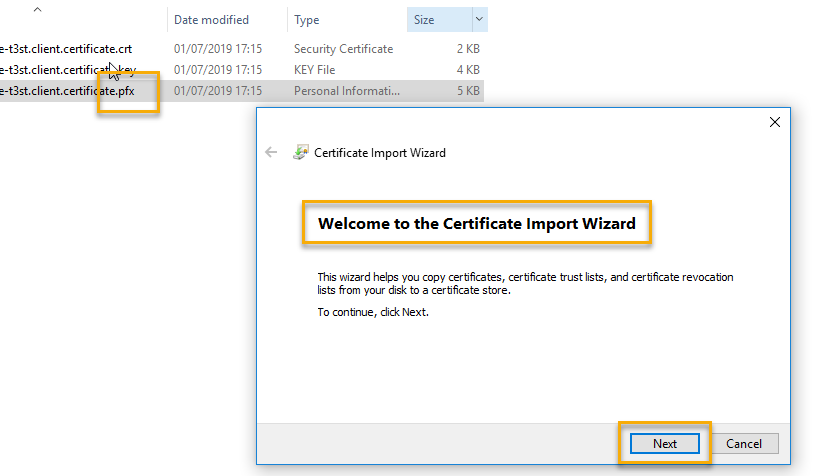 Date modified Type Size
e-t3st.client.certificate.crt 01/07/2019 17:15 Security Certificate 2 KB
e-t3st.client.certificate.key 01/07/2019 17:15 KEY File 4 KB
e-t3st.client.certificate.pfx 01/07/2019 17:15 Personal Informati... 5 KB
Certificate Import Wizard
Welcome to the Certificate Import Wizard
This wizard helps you copy certificates, certificate trust lists, and certificate revocation
lists from your disk to a certificate store.
To continue, click Next.
Next Cancel